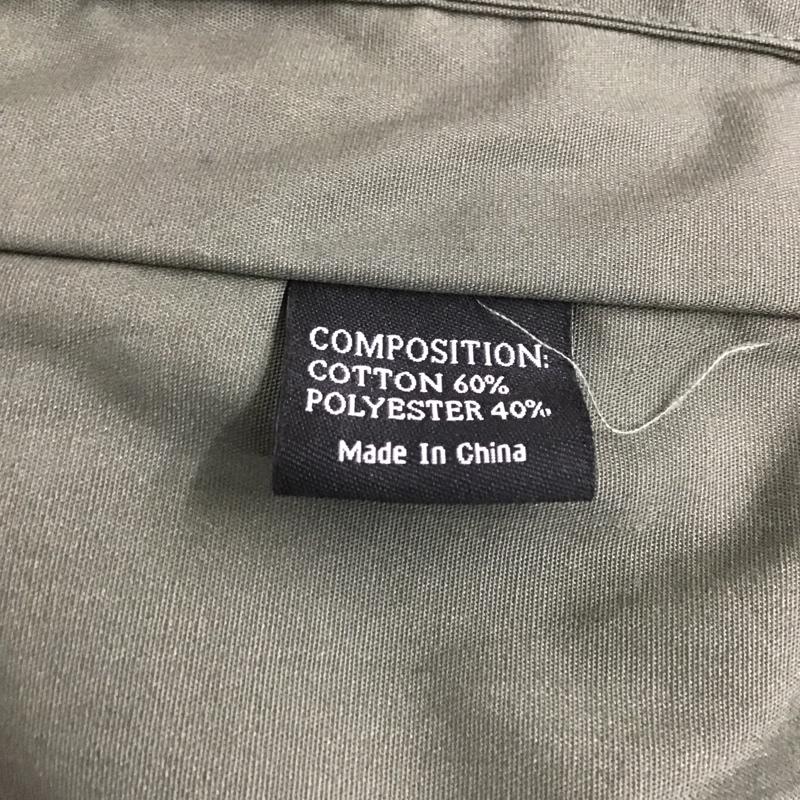 COMPOSITION:
COTTON 60%
POLYESTER 40%
Made In China